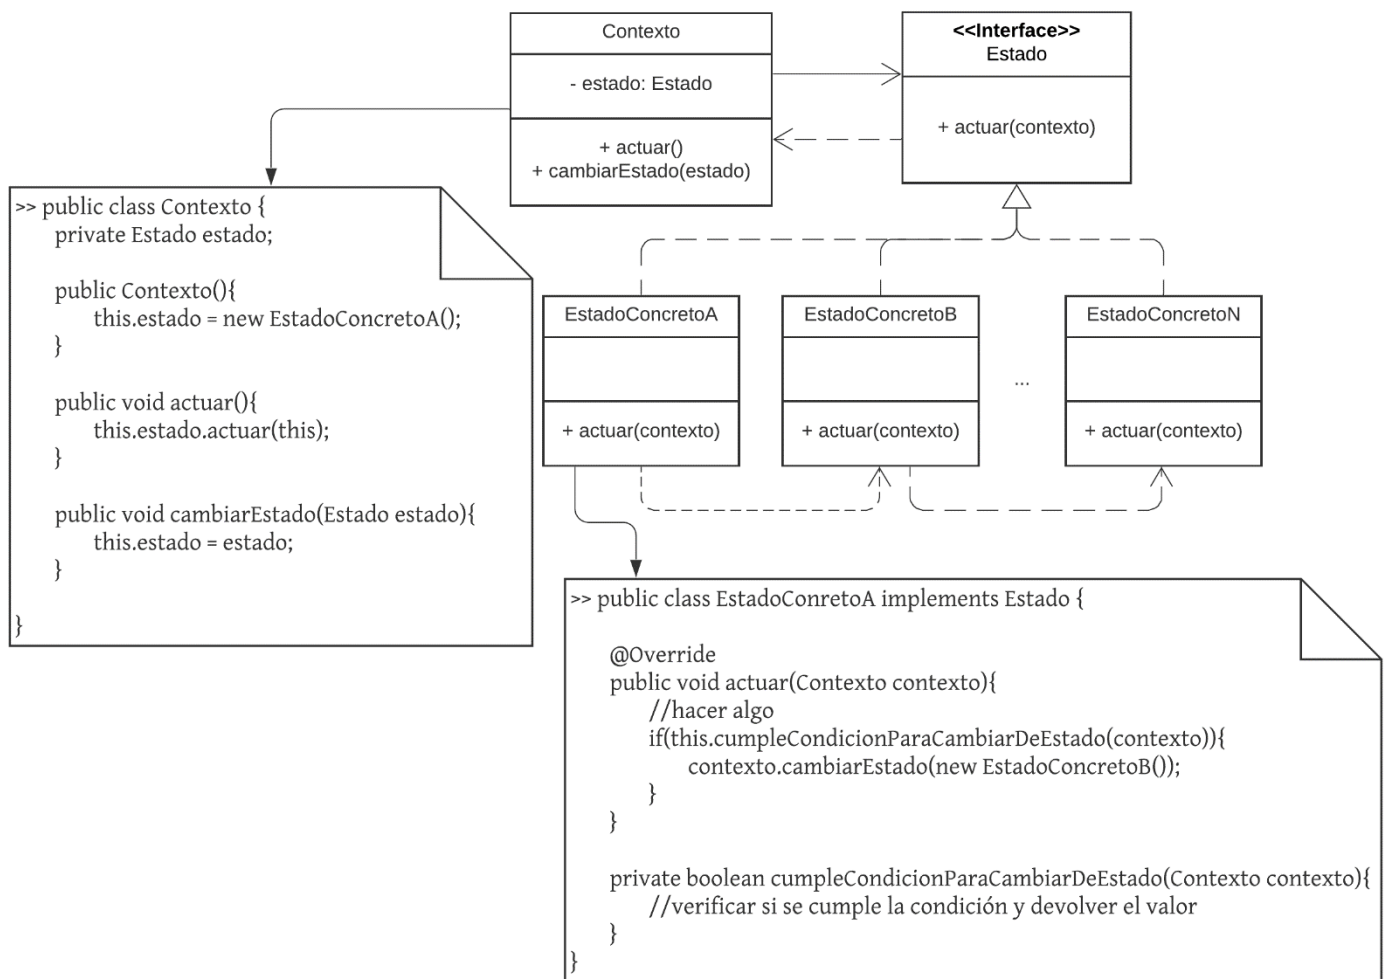 Contexto
- estado: Estado
+ actuar()
+ cambiarEstado(estado)
<<Interface>>
Estado
+ actuar(contexto)
>> public class Contexto {
private Estado estado;
public Contexto(){
this.estado = new EstadoConcretoA();
}
public void actuar(){
this.estado.actuar(this);
}
public void cambiarEstado(Estado estado){
this.estado = estado;
}
}
EstadoConcretoA
+ actuar(contexto)
EstadoConcretoB
+ actuar(contexto)
...
EstadoConcretoN
+ actuar(contexto)
>> public class EstadoConretoA implements Estado {
@Override
public void actuar(Contexto contexto){
//hacer algo
if(this.cumpleCondicionParaCambiarDeEstado(contexto)){
contexto.cambiarEstado(new EstadoConcretoB());
}
}
private boolean cumpleCondicionParaCambiarDeEstado(Contexto contexto){
//verificar si se cumple la condición y devolver el valor
}
}